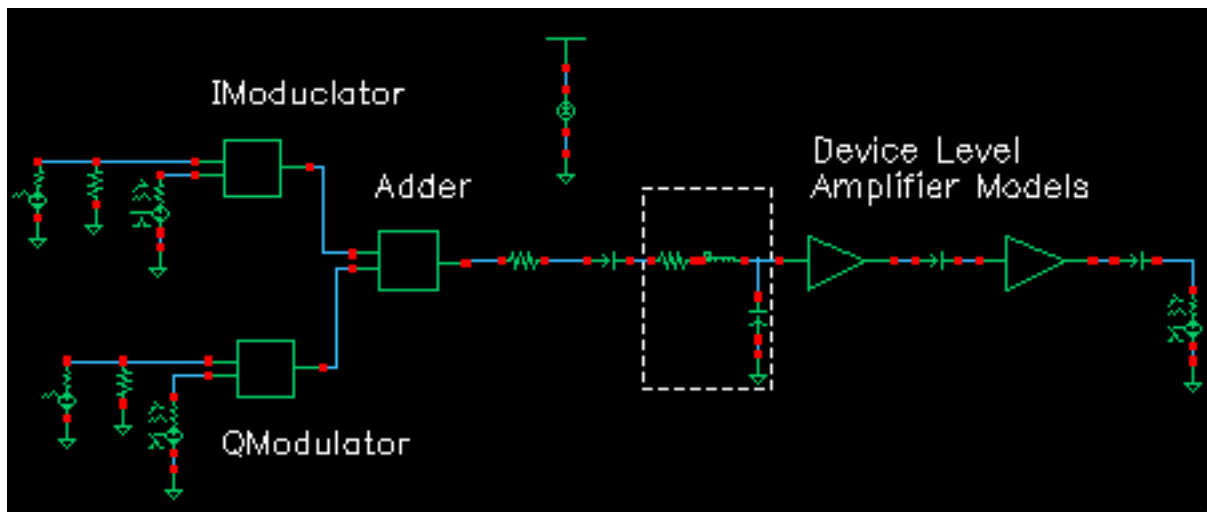 IModuclator
Adder
Device Level
Amplifier Models
QModulator